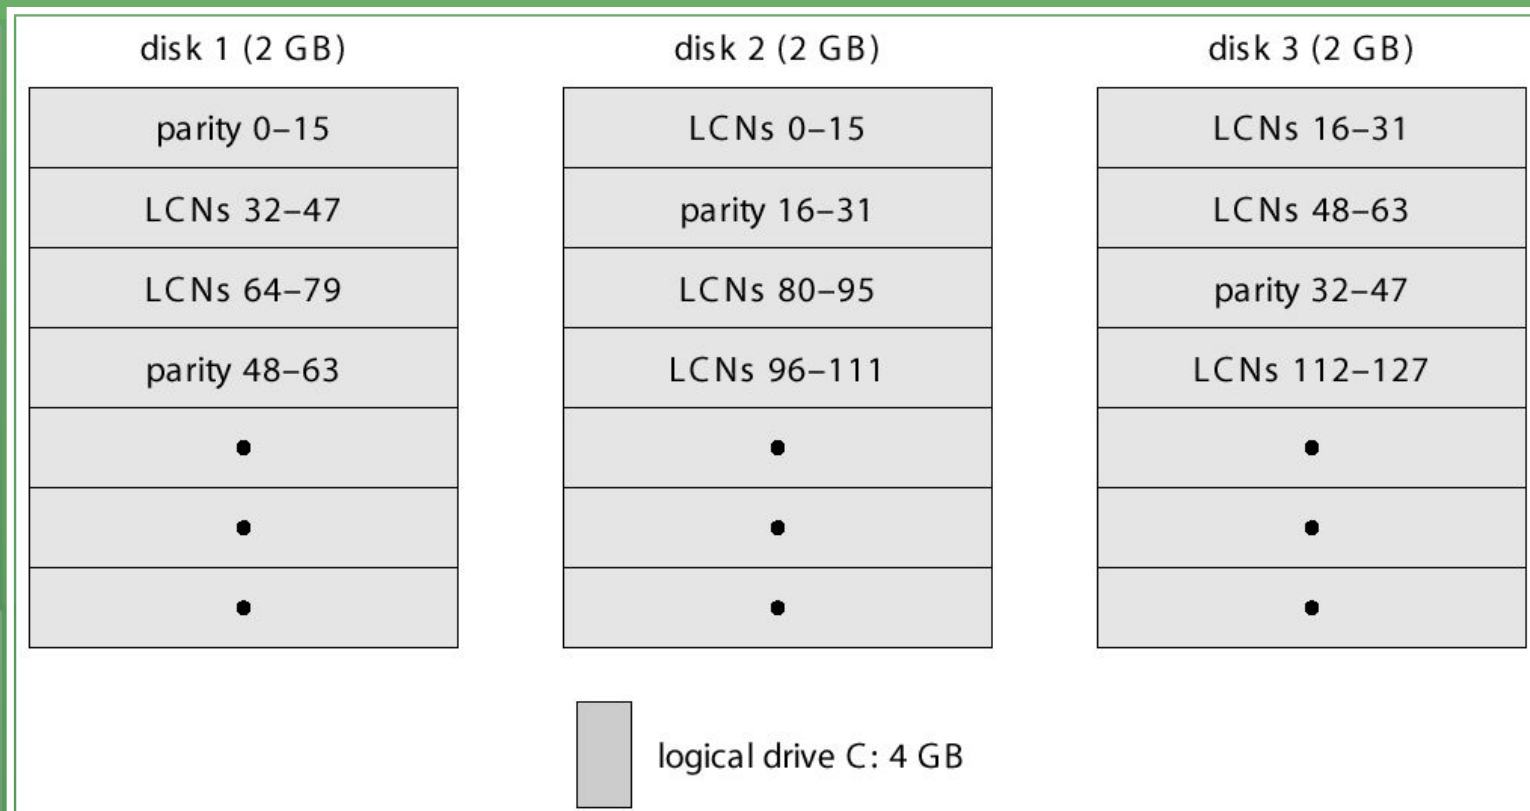 disk 1 (2 GB)
disk 2 (2 GB)
disk 3 (2 GB)
parity 0–15
LCNs 0–15
LCNs 16–31
LCNs 32–47
parity 16–31
LCNs 48–63
LCNs 64–79
LCNs 80–95
parity 32–47
parity 48–63
LCNs 96–111
LCNs 112–127
logical drive C: 4 GB